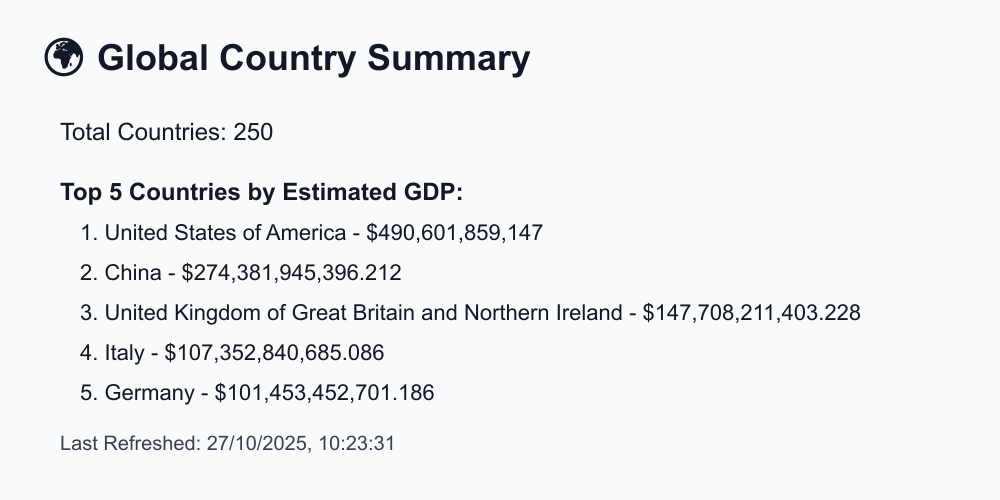 Global Country Summary
Total Countries: 250
Top 5 Countries by Estimated GDP:
1. United States of America - $490,601,859,147
2. China - $274,381,945,396.212
3. United Kingdom of Great Britain and Northern Ireland - $147,708,211,403.228
4. Italy - $107,352,840,685.086
5. Germany - $101,453,452,701.186
Last Refreshed: 27/10/2025, 10:23:31